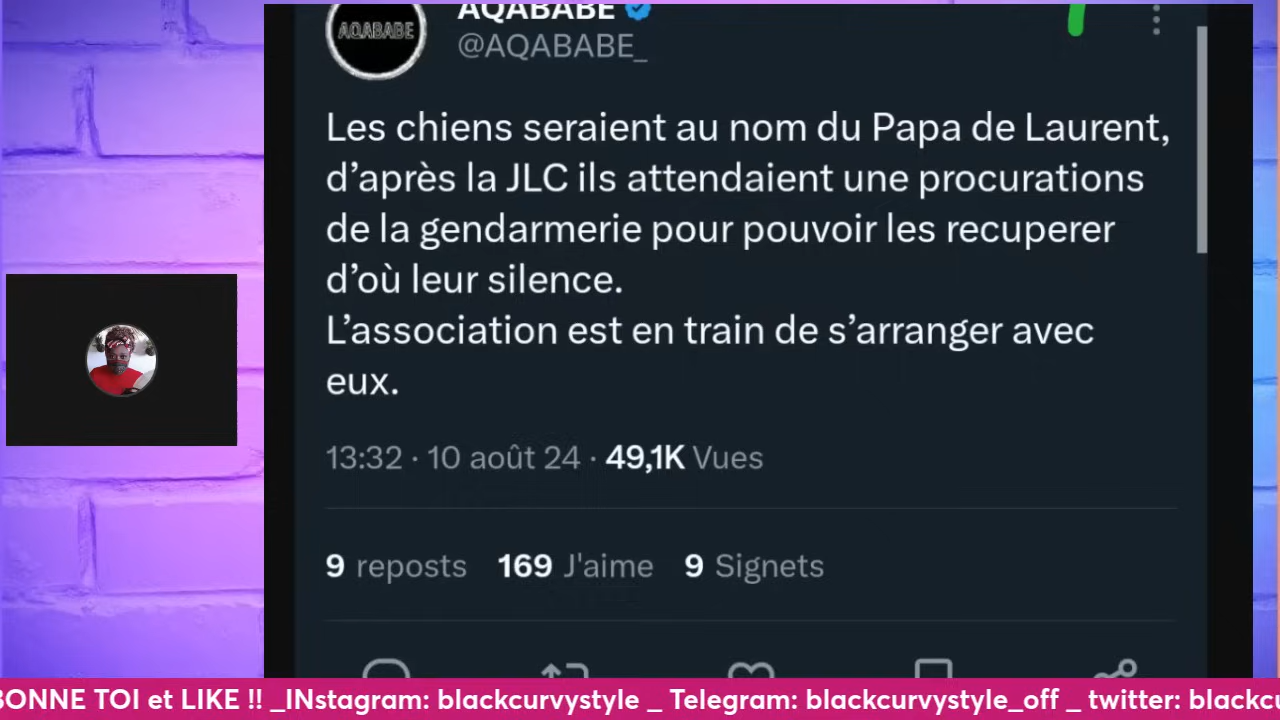 AQABABE
AQABABE
@AQABABE_
Les chiens seraient au nom du Papa de Laurent,
d’après la JLC ils attendaient une procurations
de la gendarmerie pour pouvoir les recuperer
d’où leur silence.
L’association est en train de s’arranger avec
eux.
13:32 · 10 août 24 · 49,1K Vues
9 reposts 169 J'aime 9 Signets
BONNE TOI et LIKE !! _INstagram: blackcurvystyle _ Telegram: blackcurvystyle_off _ twitter: blackcu